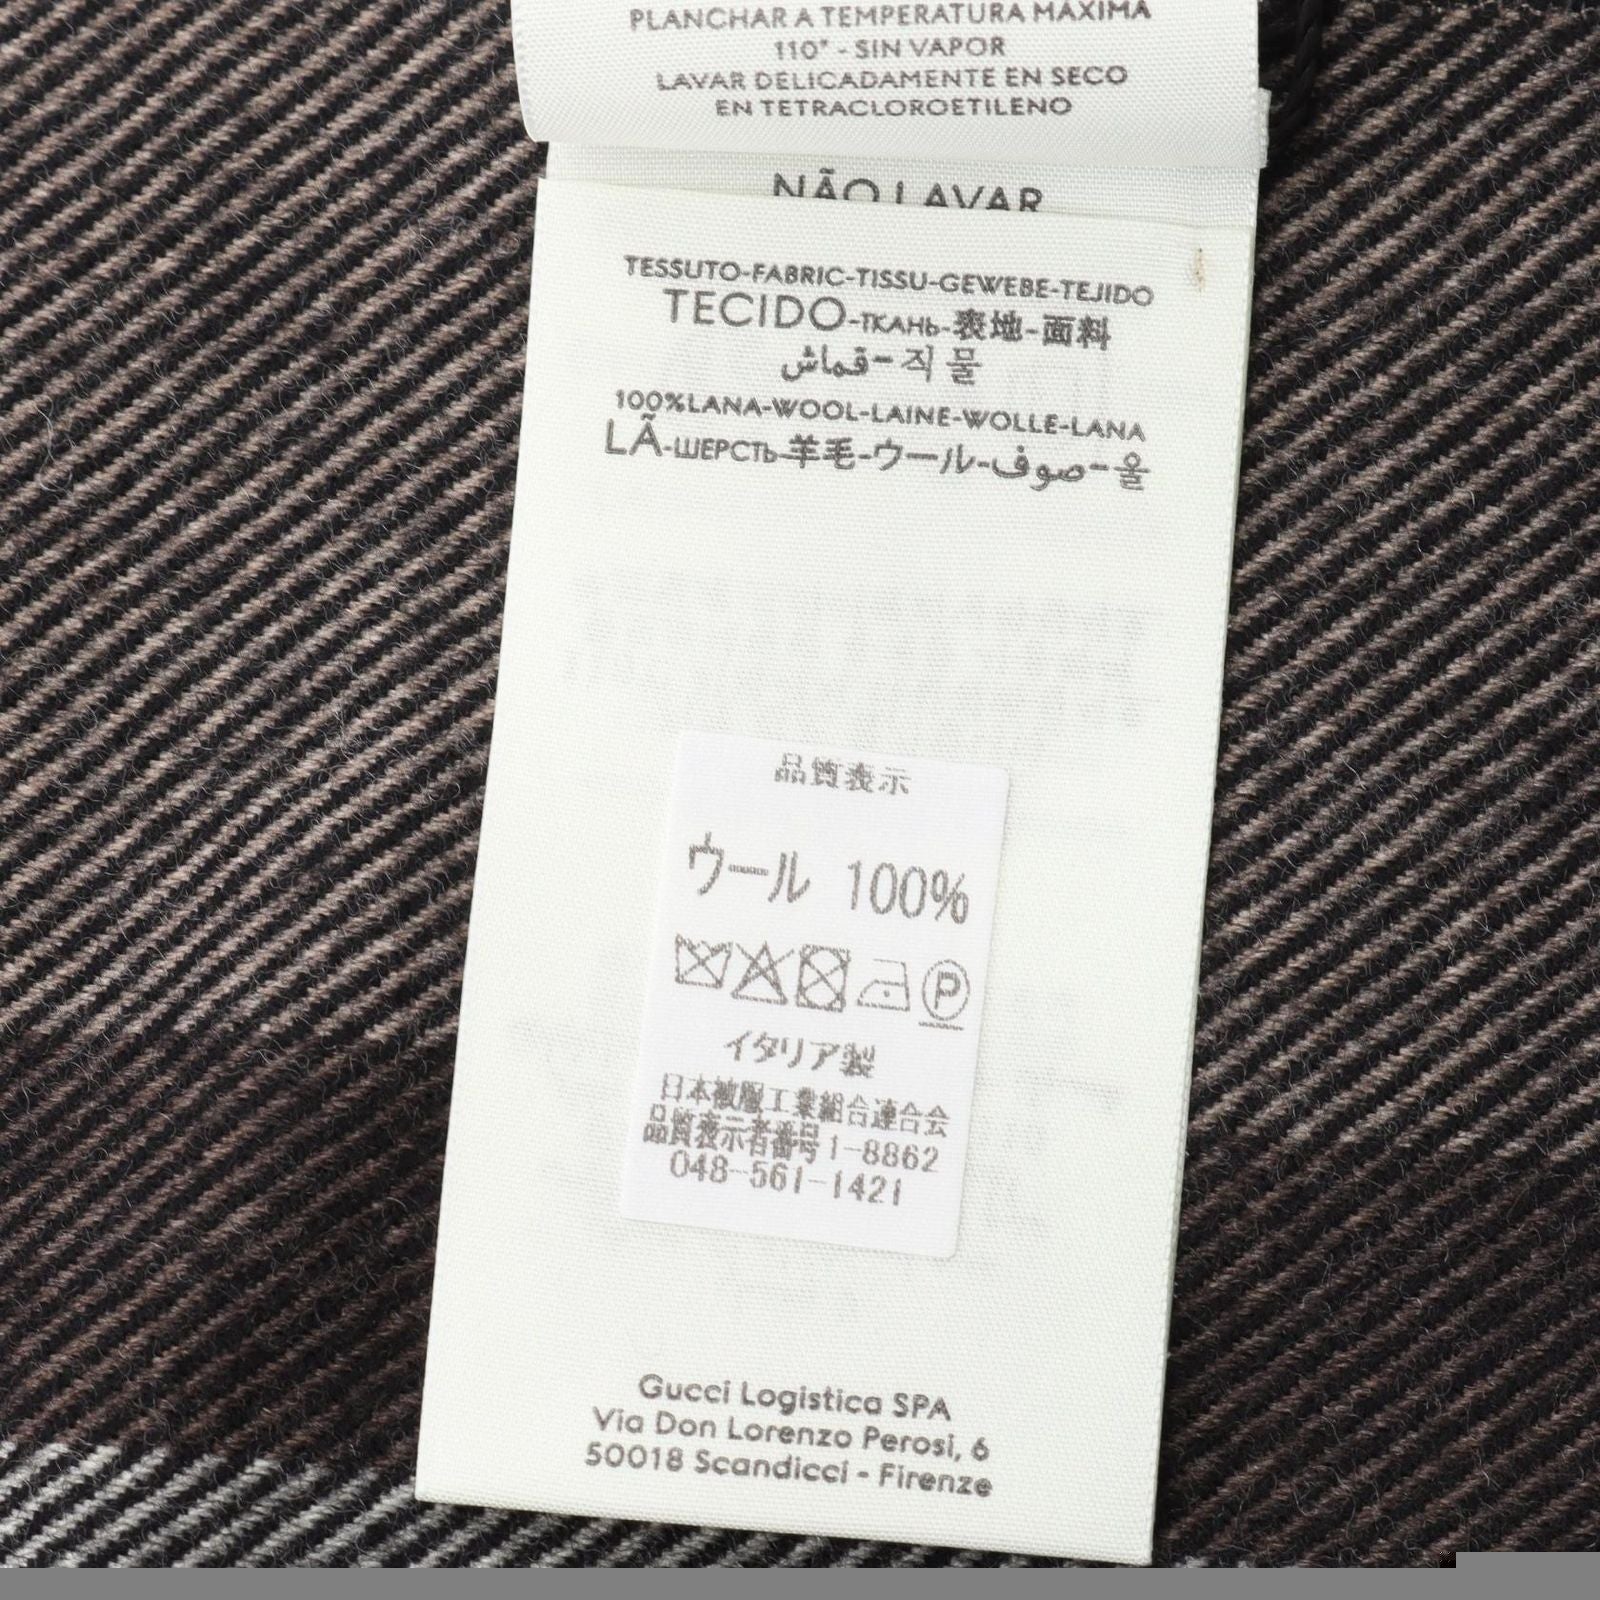 PLANCHAR A TEMPERATURA MÁXIMA
110° - SIN VAPOR
LAVAR DELICADAMENTE EN SECO
EN TETRACLOROETILENO
NÃO LAVAR
TESSUTO-FABRIC-TISSU-GEWEBE-TEJIDO
TECIDO-ТКАНЬ-表地-面料
قماش-직물
100%LANA-WOOL-LAINE-WOLLE-LANA
LÃ-ШЕРСТЬ-羊毛-ウール-صوف-울
品質表示
ウール 100%
P
イタリア製
日本被服工業組合連合会
品質表示者番号1-8862
048-561-1421
Gucci Logistica SPA
Via Don Lorenzo Perosi, 6
50018 Scandicci - Firenze